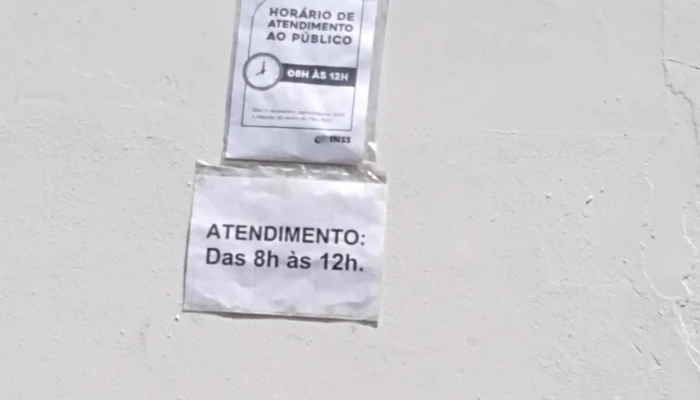 HORÁRIO DE
ATENDIMENTO
AO PÚBLICO
08H ÀS 12H
INSS
ATENDIMENTO:
Das 8h às 12h.